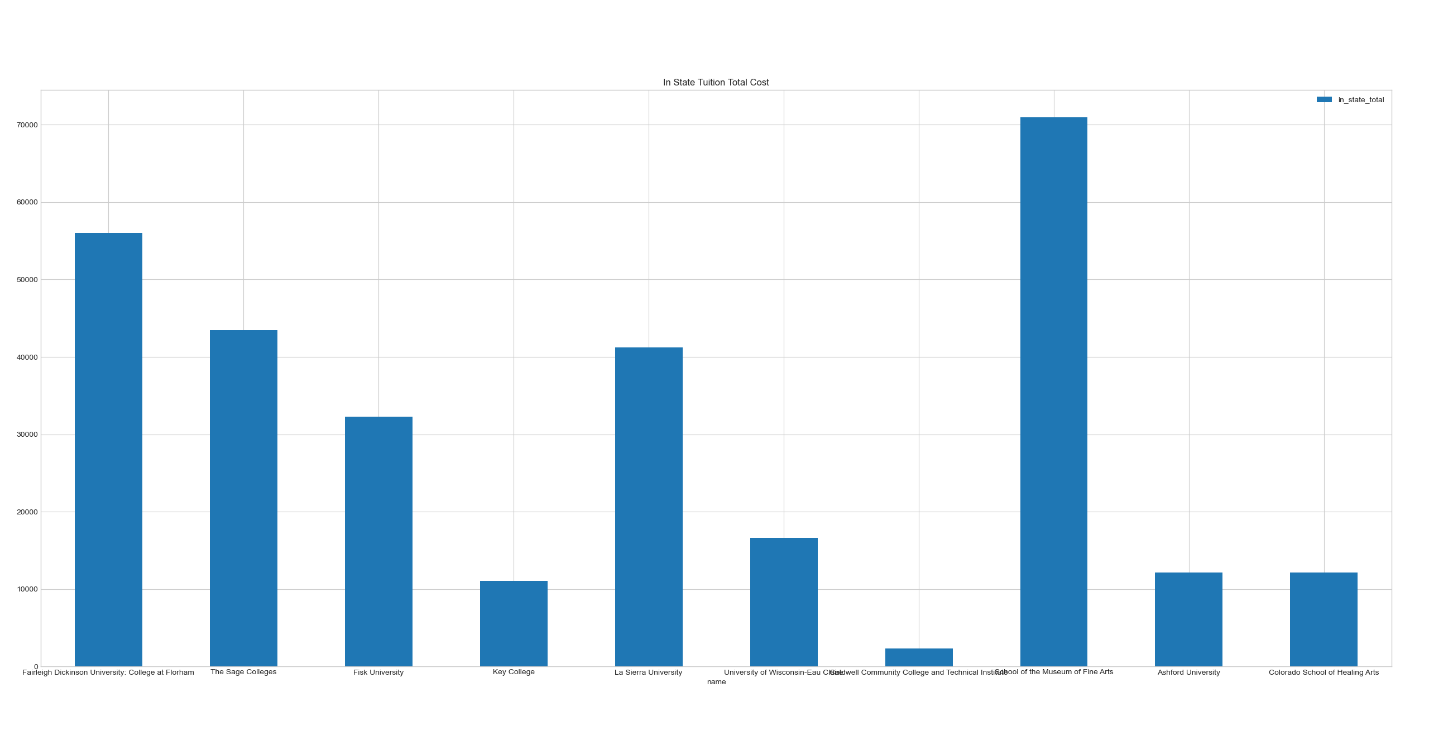 In State Tuition Total Cost
in_state_total
70000
60000
50000
40000
30000
20000
10000
0
Fairleigh Dickinson University: College at Florham The Sage Colleges Fisk University Key College La Sierra University University of Wisconsin-Eau Claire Caldwell Community College and Technical Institute School of the Museum of Fine Arts Ashford University Colorado School of Healing Arts
name